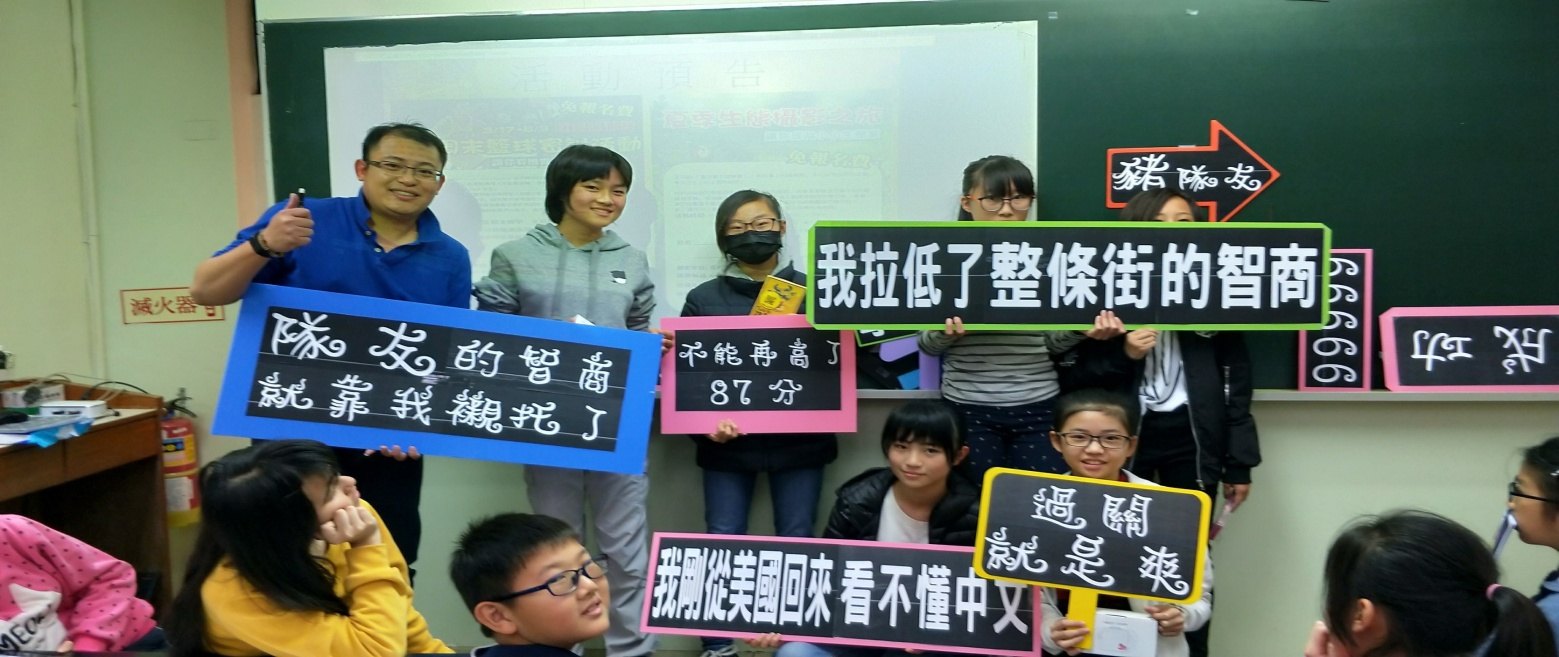 活動預告
豬隊友
滅火器
隊友的智商
就靠我襯托了
不能再高了
87分
我拉低了整條街的智商
666666
成功
我剛從美國回來 看不懂中文
過關
就是爽
MEOW